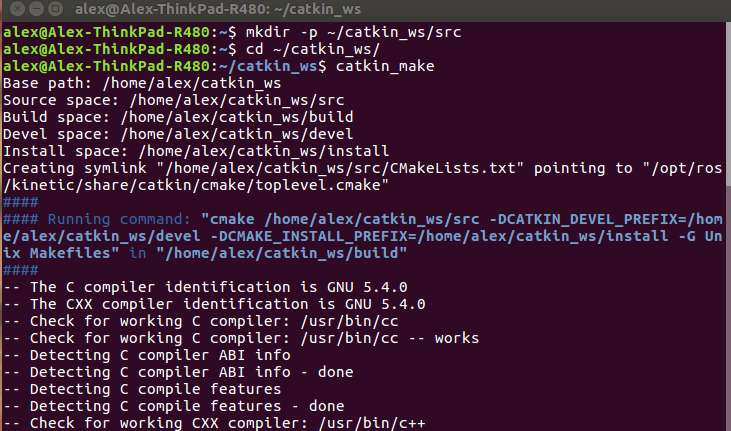 alex@Alex-ThinkPad-R480: ~/catkin_ws
alex@Alex-ThinkPad-R480:~$ mkdir -p ~/catkin_ws/src
alex@Alex-ThinkPad-R480:~$ cd ~/catkin_ws/
alex@Alex-ThinkPad-R480:~/catkin_ws$ catkin_make
Base path: /home/alex/catkin_ws
Source space: /home/alex/catkin_ws/src
Build space: /home/alex/catkin_ws/build
Devel space: /home/alex/catkin_ws/devel
Install space: /home/alex/catkin_ws/install
Creating symlink "/home/alex/catkin_ws/src/CMakeLists.txt" pointing to "/opt/ros
/kinetic/share/catkin/cmake/toplevel.cmake"
####
#### Running command: "cmake /home/alex/catkin_ws/src -DCATKIN_DEVEL_PREFIX=/hom
e/alex/catkin_ws/devel -DCMAKE_INSTALL_PREFIX=/home/alex/catkin_ws/install -G Un
ix Makefiles" in "/home/alex/catkin_ws/build"
####
-- The C compiler identification is GNU 5.4.0
-- The CXX compiler identification is GNU 5.4.0
-- Check for working C compiler: /usr/bin/cc
-- Check for working C compiler: /usr/bin/cc -- works
-- Detecting C compiler ABI info
-- Detecting C compiler ABI info - done
-- Detecting C compile features
-- Detecting C compile features - done
-- Check for working CXX compiler: /usr/bin/c++